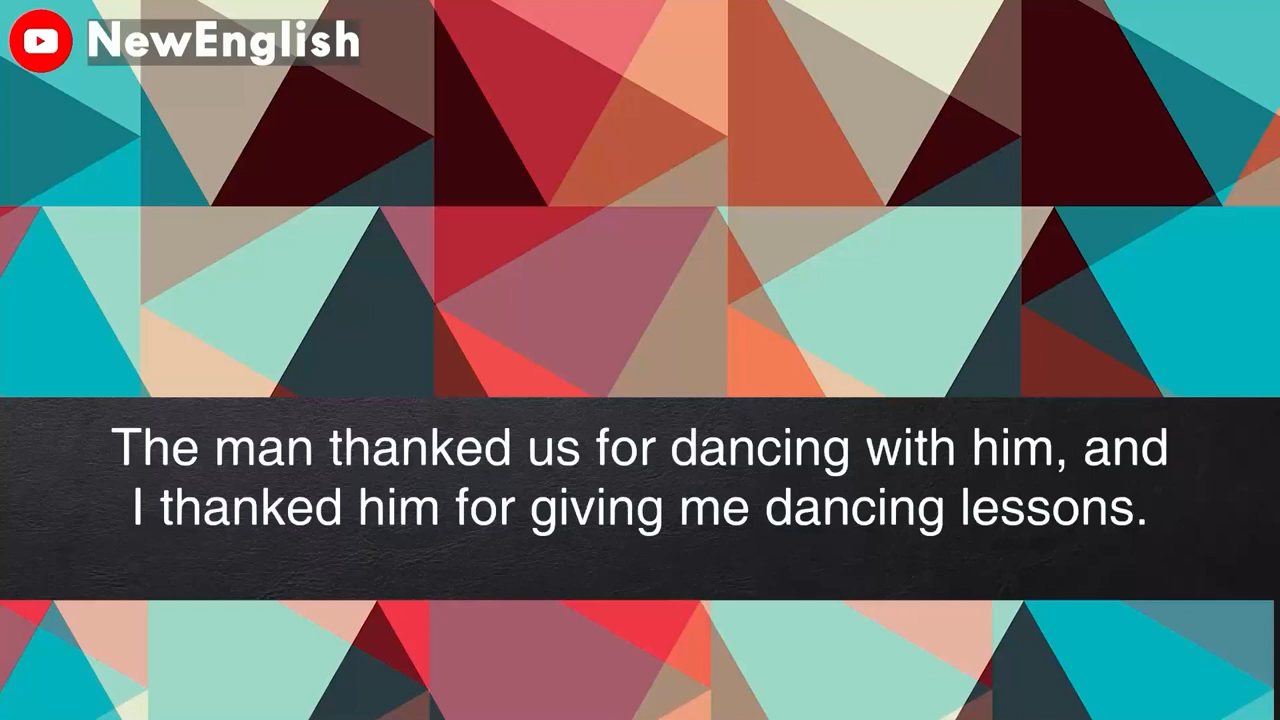 NewEnglish
The man thanked us for dancing with him, and
I thanked him for giving me dancing lessons.